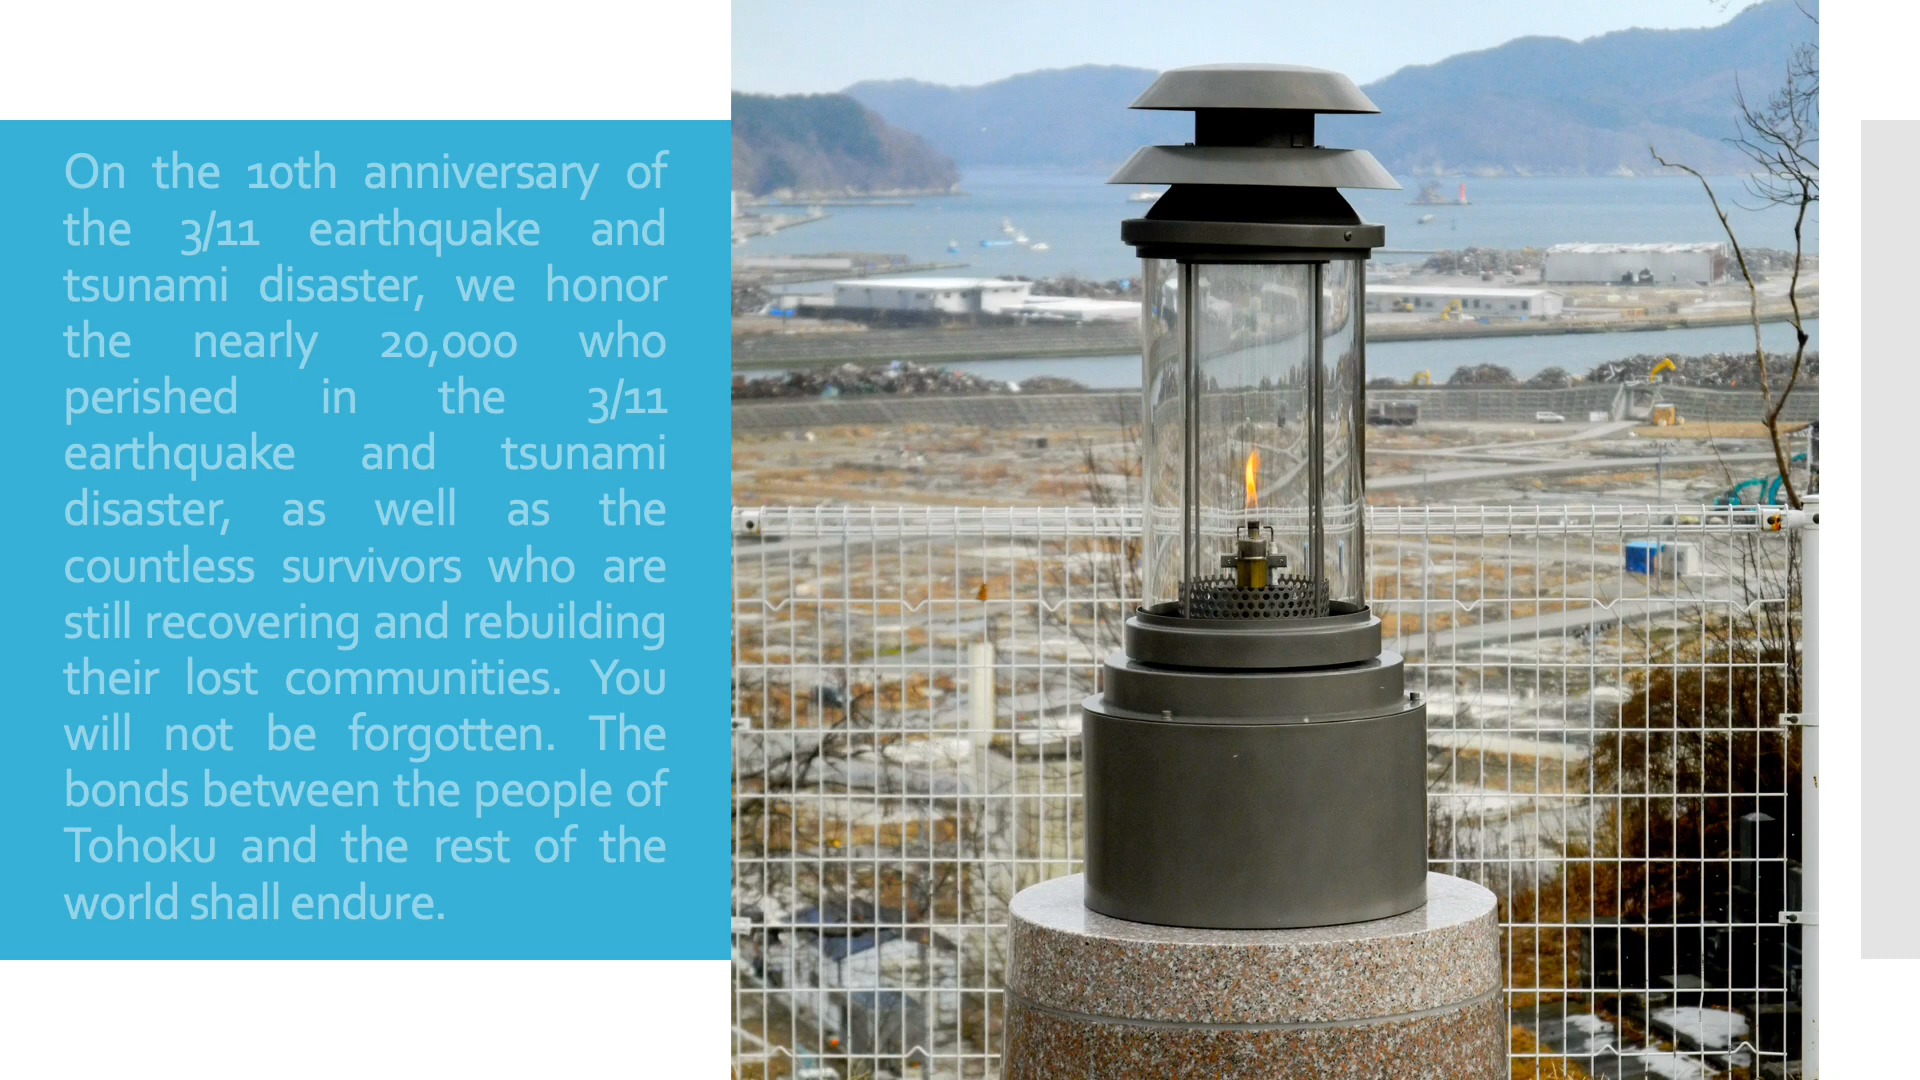 On the 10th anniversary of
the 3/11 earthquake and
tsunami disaster, we honor
the nearly 20,000 who
perished in the 3/11
earthquake and tsunami
disaster, as well as the
countless survivors who are
still recovering and rebuilding
their lost communities. You
will not be forgotten. The
bonds between the people of
Tohoku and the rest of the
world shall endure.